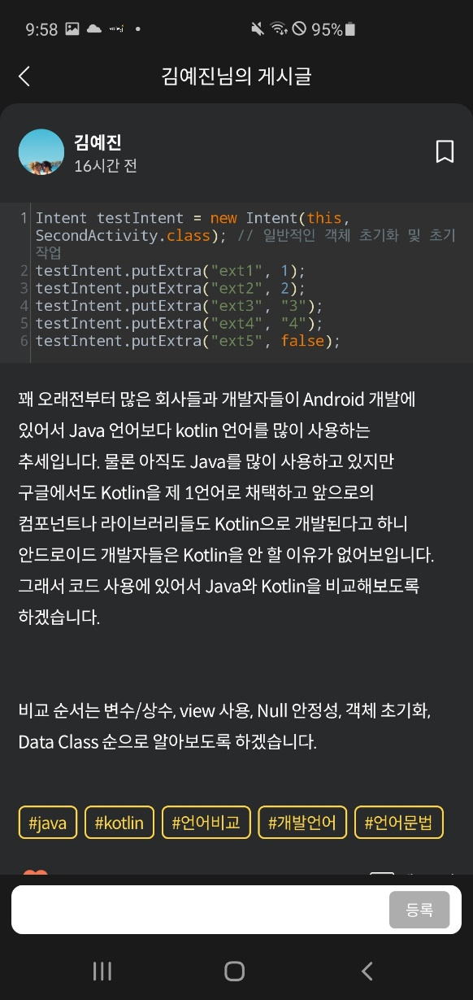 9:58
95%
김예진님의 게시글
김예진
16시간 전
1 Intent testIntent = new Intent(this,
SecondActivity.class); // 일반적인 객체 초기화 및 초기
작업
2 testIntent.putExtra("ext1", 1);
3 testIntent.putExtra("ext2", 2);
4 testIntent.putExtra("ext3", "3");
5 testIntent.putExtra("ext4", "4");
6 testIntent.putExtra("ext5", false);
꽤 오래전부터 많은 회사들과 개발자들이 Android 개발에
있어서 Java 언어보다 kotlin 언어를 많이 사용하는
추세입니다. 물론 아직도 Java를 많이 사용하고 있지만
구글에서도 Kotlin을 제 1언어로 채택하고 앞으로의
컴포넌트나 라이브러리들도 Kotlin으로 개발된다고 하니
안드로이드 개발자들은 Kotlin을 안 할 이유가 없어보입니다.
그래서 코드 사용에 있어서 Java와 Kotlin을 비교해보도록
하겠습니다.
비교 순서는 변수/상수, view 사용, Null 안정성, 객체 초기화,
Data Class 순으로 알아보도록 하겠습니다.
#java #kotlin #언어비교 #개발언어 #언어문법
등록